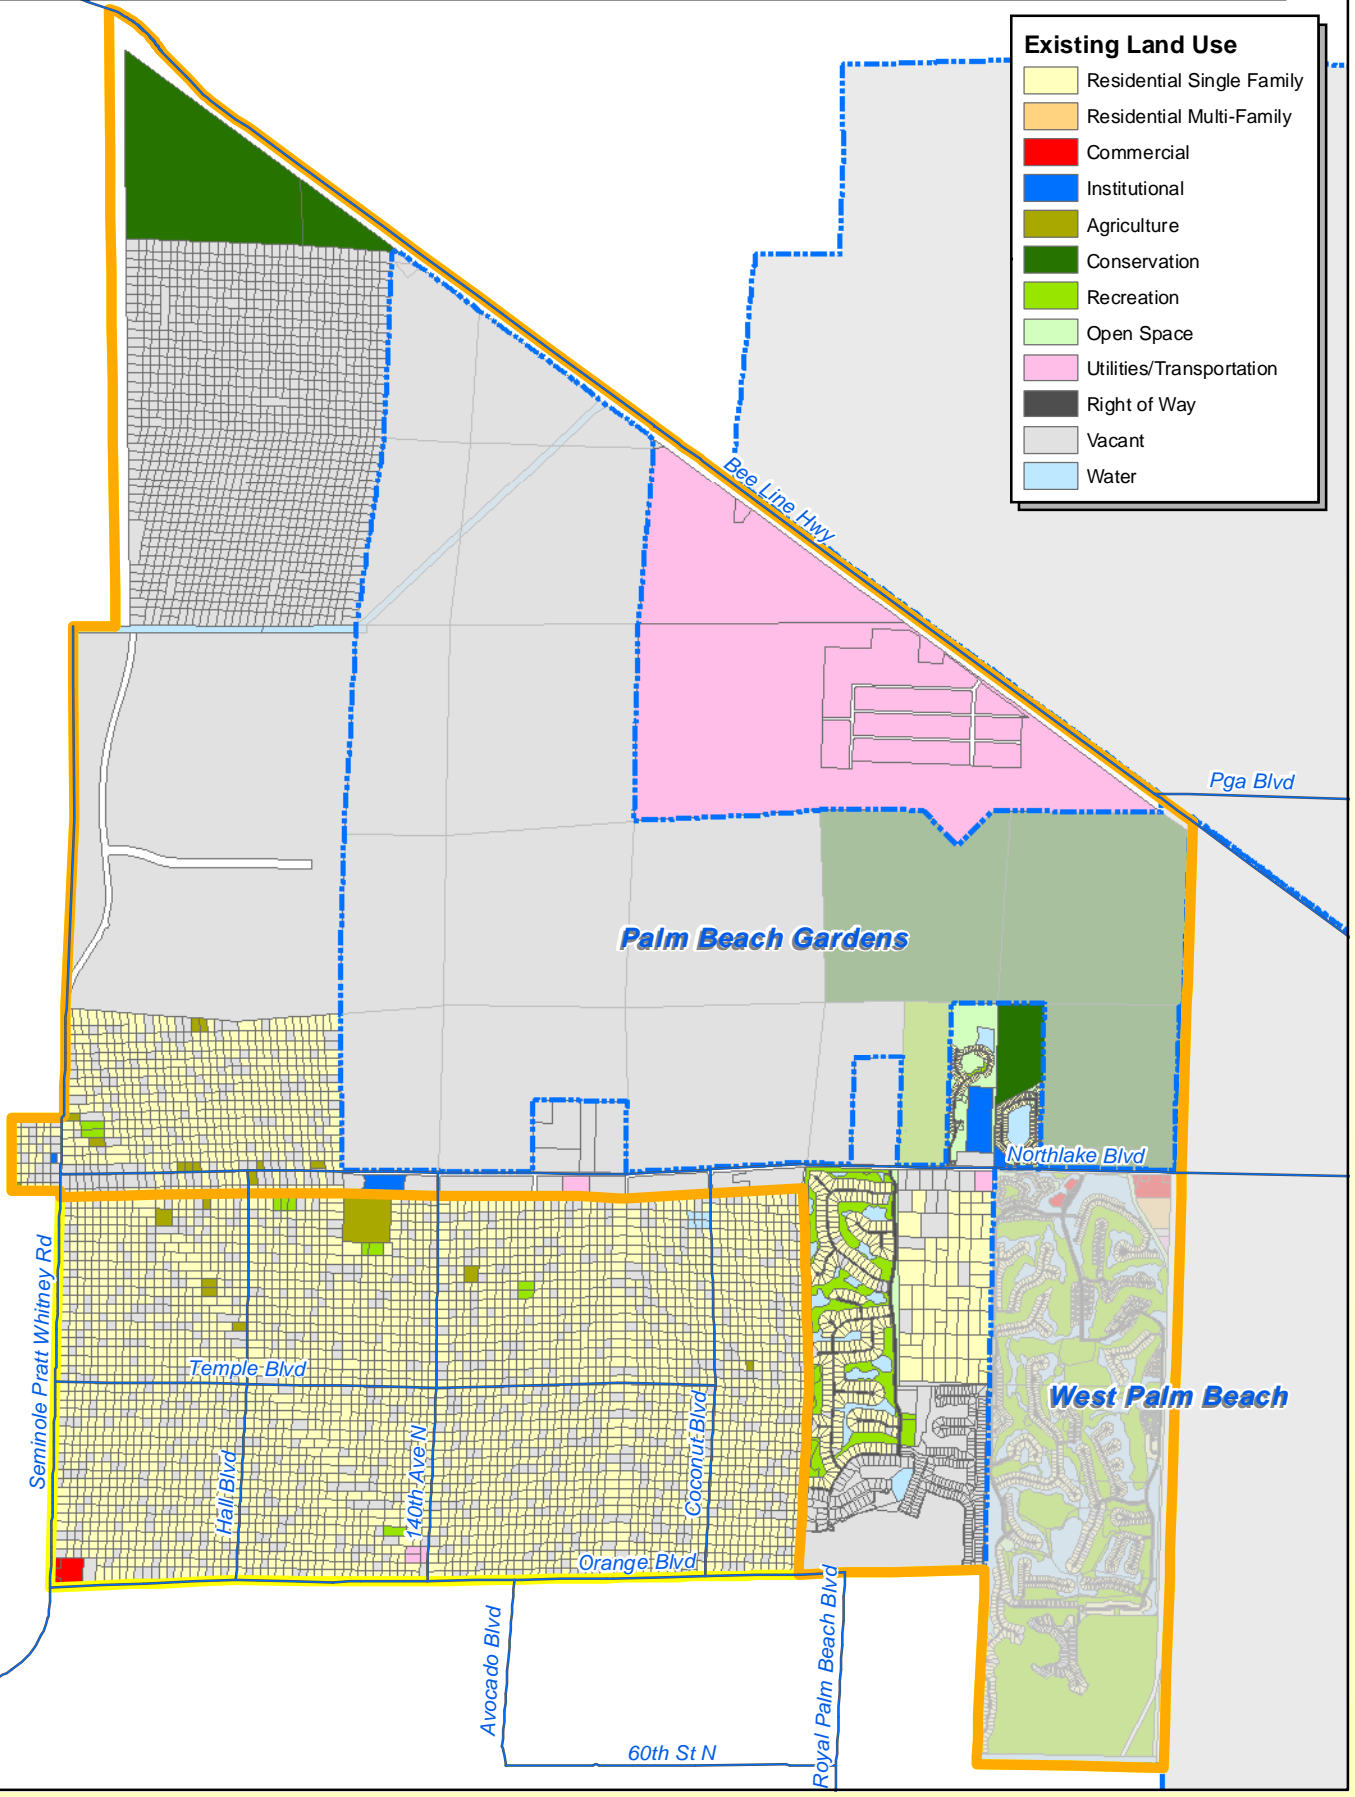 Existing Land Use
Residential Single Family
Residential Multi-Family
Commercial
Institutional
Agriculture
Conservation
Recreation
Open Space
Utilities/Transportation
Right of Way
Vacant
Water
Bee Line Hwy
Pga Blvd
Palm Beach Gardens
Northlake Blvd
Seminole Pratt Whitney Rd
Temple Blvd
West Palm Beach
Hall Blvd
140th Ave N
Coconut Blvd
Orange Blvd
Avocado Blvd
Royal Palm Beach Blvd
60th St N